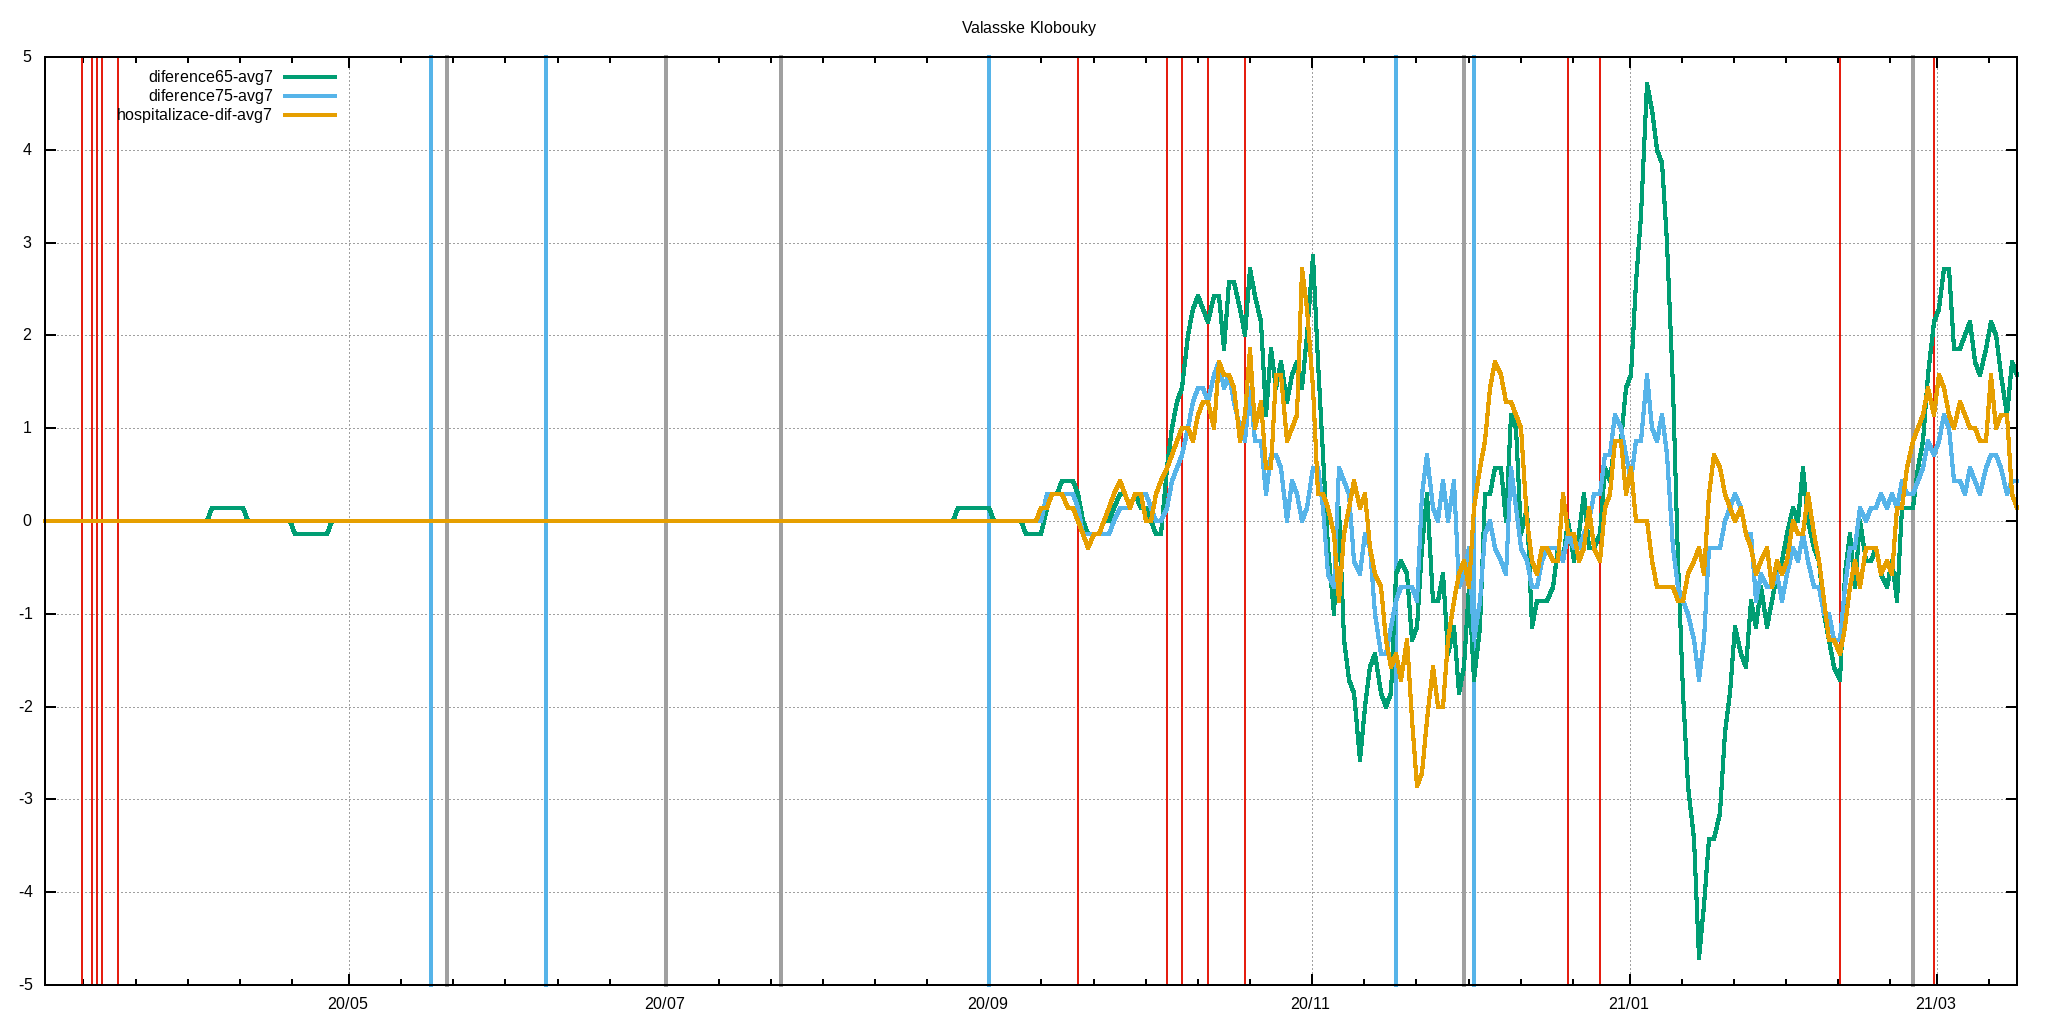 Valasske Klobouky
5
diference65-avg7
diference75-avg7
hospitalizace-dif-avg7
4
3
2
1
0
-1
-2
-3
-4
-5
20/05 20/07 20/09 20/11 21/01 21/03